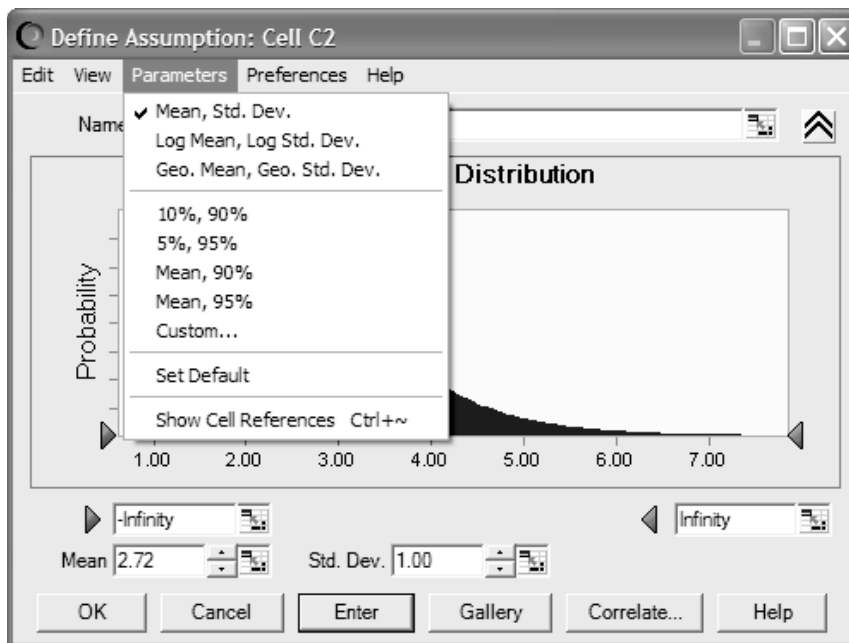 Define Assumption: Cell C2
Edit View Parameters Preferences Help
Name
Mean, Std. Dev.
Log Mean, Log Std. Dev.
Geo. Mean, Geo. Std. Dev.
10%, 90%
5%, 95%
Mean, 90%
Mean, 95%
Custom...
Set Default
Show Cell References Ctrl+~
Distribution
Probability
1.00 2.00 3.00 4.00 5.00 6.00 7.00
-Infinity Infinity
Mean 2.72 Std. Dev. 1.00
OK Cancel Enter Gallery Correlate... Help